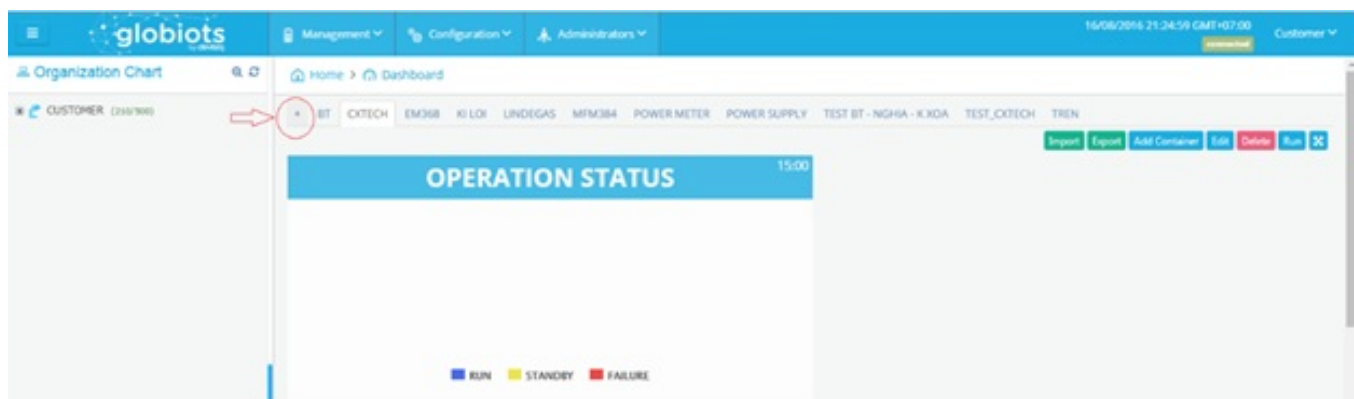 globiots
Management
Configuration
Administrators
16/08/2016 21:24:59 GMT+07:00
connected
Customer
Organization Chart
Home > Dashboard
CUSTOMER
+ BT CXTECH EM368 KI LOI LINDEGAS MFM384 POWER METER POWER SUPPLY TEST BT - NGHIA - K.XOA TEST_CXTECH TREN
Import Export Add Container Edit Delete Run
OPERATION STATUS
15:00
RUN STANDBY FAILURE